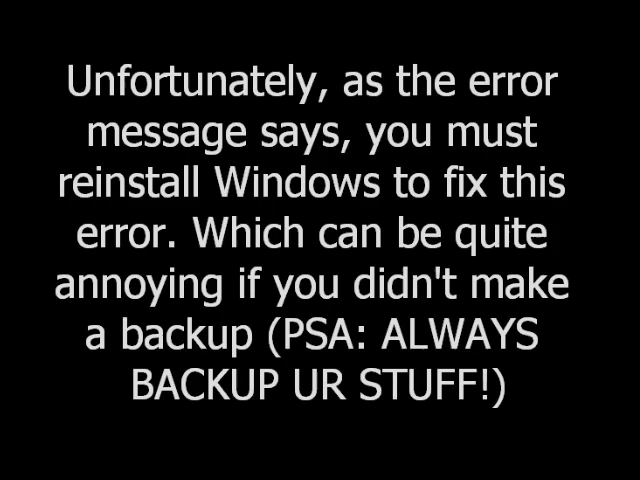 Unfortunately, as the error
message says, you must
reinstall Windows to fix this
error. Which can be quite
annoying if you didn't make
a backup (PSA: ALWAYS
BACKUP UR STUFF!)